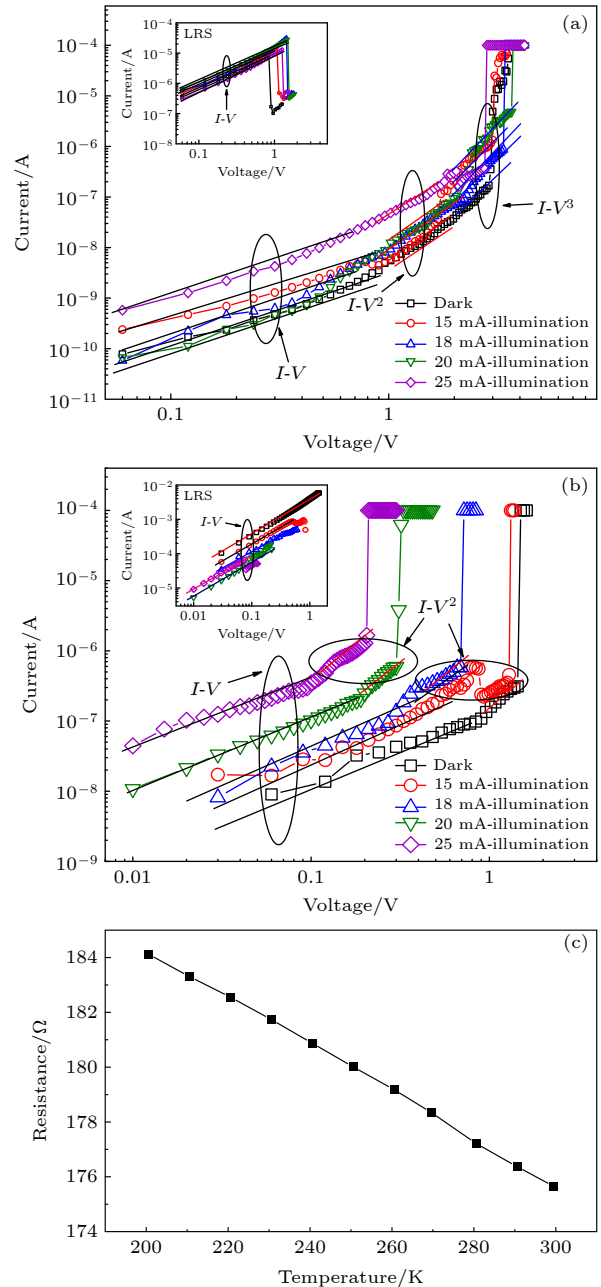 (a)
LRS
Current/A
10⁻⁴
10⁻⁵
10⁻⁶
10⁻⁷
I-V
0.1
1
Voltage/V
10⁻⁴
10⁻⁵
10⁻⁶
10⁻⁷
10⁻⁸
10⁻⁹
10⁻¹⁰
10⁻¹¹
Current/A
I-V³
I-V²
I-V
Dark
15 mA-illumination
18 mA-illumination
20 mA-illumination
25 mA-illumination
0.1
1
Voltage/V
(b)
LRS
Current/A
10⁻²
10⁻³
10⁻⁴
10⁻⁵
I-V
0.01
0.1
1
Voltage/V
10⁻⁴
10⁻⁵
10⁻⁶
10⁻⁷
10⁻⁸
10⁻⁹
Current/A
I-V²
I-V
Dark
15 mA-illumination
18 mA-illumination
20 mA-illumination
25 mA-illumination
0.01
0.1
1
Voltage/V
(c)
184
182
180
178
176
174
Resistance/Ω
200
220
240
260
280
300
Temperature/K